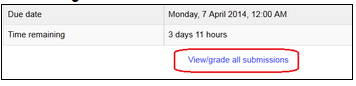 Due date Monday, 7 April 2014, 12:00 AM
Time remaining 3 days 11 hours
View/grade all submissions